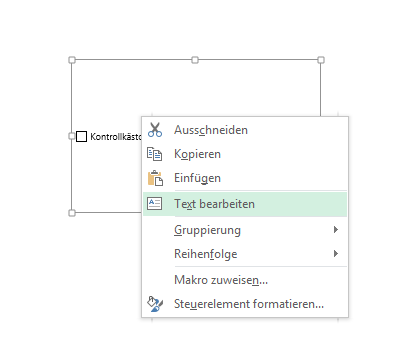 Kontrollkästc
Ausschneiden
Kopieren
Einfügen
Text bearbeiten
Gruppierung
Reihenfolge
Makro zuweisen...
Steuerelement formatieren...